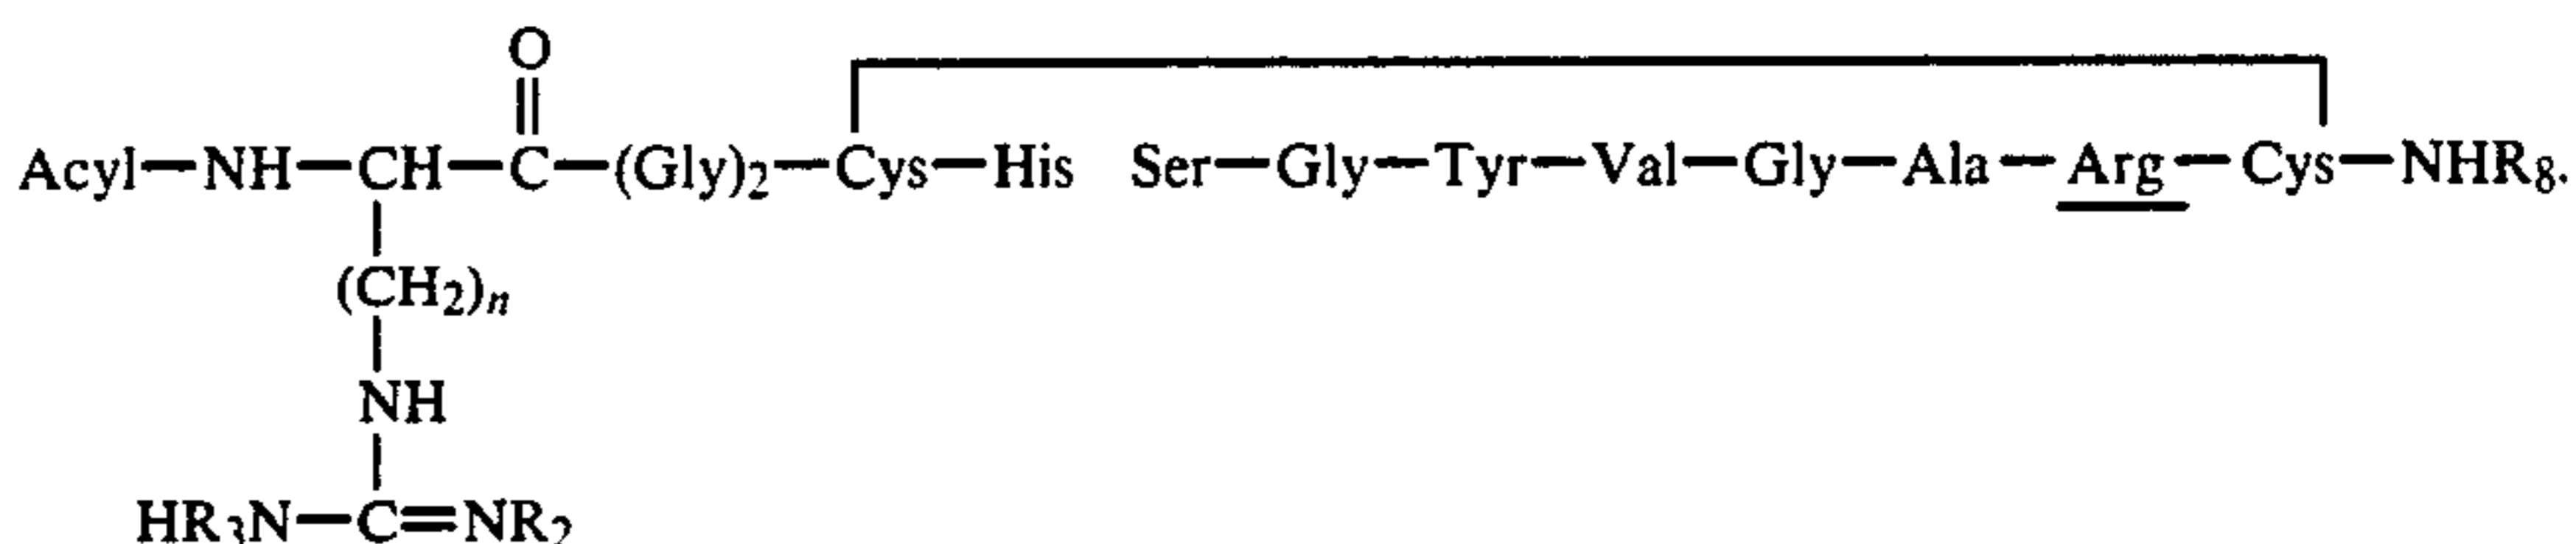 O
Acyl—NH—CH—C—(Gly)2—Cys—His Ser—Gly—Tyr—Val—Gly—Ala—Arg—Cys—NHR8.
(CH2)n
NH
HR3N—C=NR2